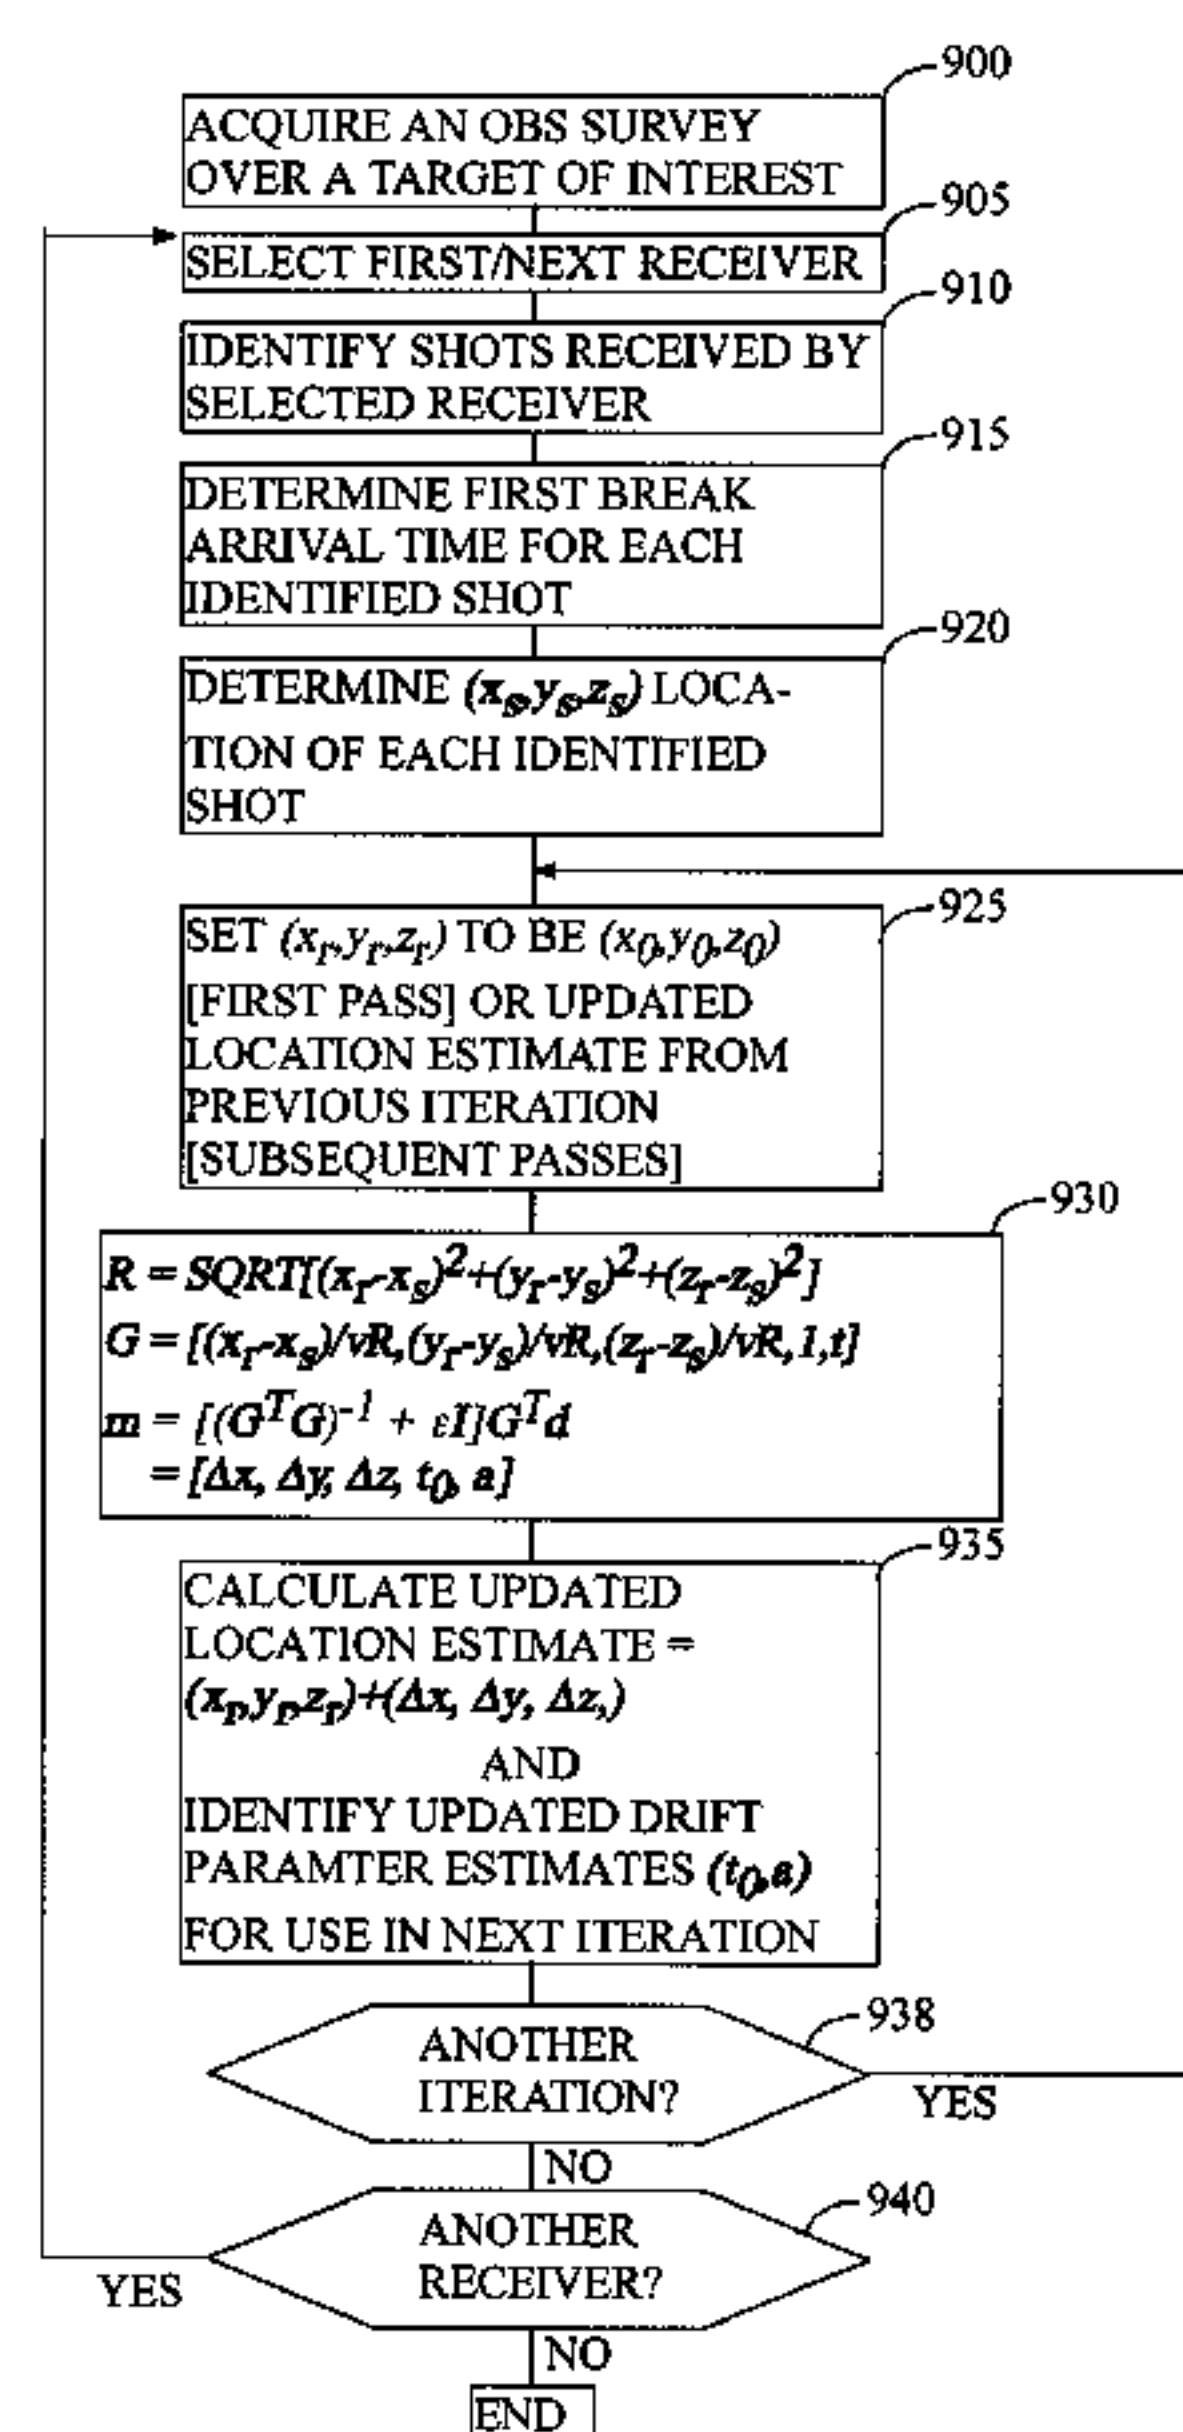 900
ACQUIRE AN OBS SURVEY
OVER A TARGET OF INTEREST
905
SELECT FIRST/NEXT RECEIVER
910
IDENTIFY SHOTS RECEIVED BY
SELECTED RECEIVER
915
DETERMINE FIRST BREAK
ARRIVAL TIME FOR EACH
IDENTIFIED SHOT
920
DETERMINE (xs,ys,zs) LOCA-
TION OF EACH IDENTIFIED
SHOT
925
SET (xr,yr,zr) TO BE (x0,y0,z0)
[FIRST PASS] OR UPDATED
LOCATION ESTIMATE FROM
PREVIOUS ITERATION
[SUBSEQUENT PASSES]
930
R = SQRT[(xr-xs)²+(yr-ys)²+(zr-zs)²]
G = [(xr-xs)/vR,(yr-ys)/vR,(zr-zs)/vR,1,t]
m = [(GᵀG)⁻¹ + εI]Gᵀd
= [Δx, Δy, Δz, t0, a]
935
CALCULATE UPDATED
LOCATION ESTIMATE =
(xr,yr,zr)+(Δx, Δy, Δz,)
AND
IDENTIFY UPDATED DRIFT
PARAMTER ESTIMATES (t0,a)
FOR USE IN NEXT ITERATION
938
ANOTHER
ITERATION?
YES
NO
940
ANOTHER
RECEIVER?
YES
NO
END